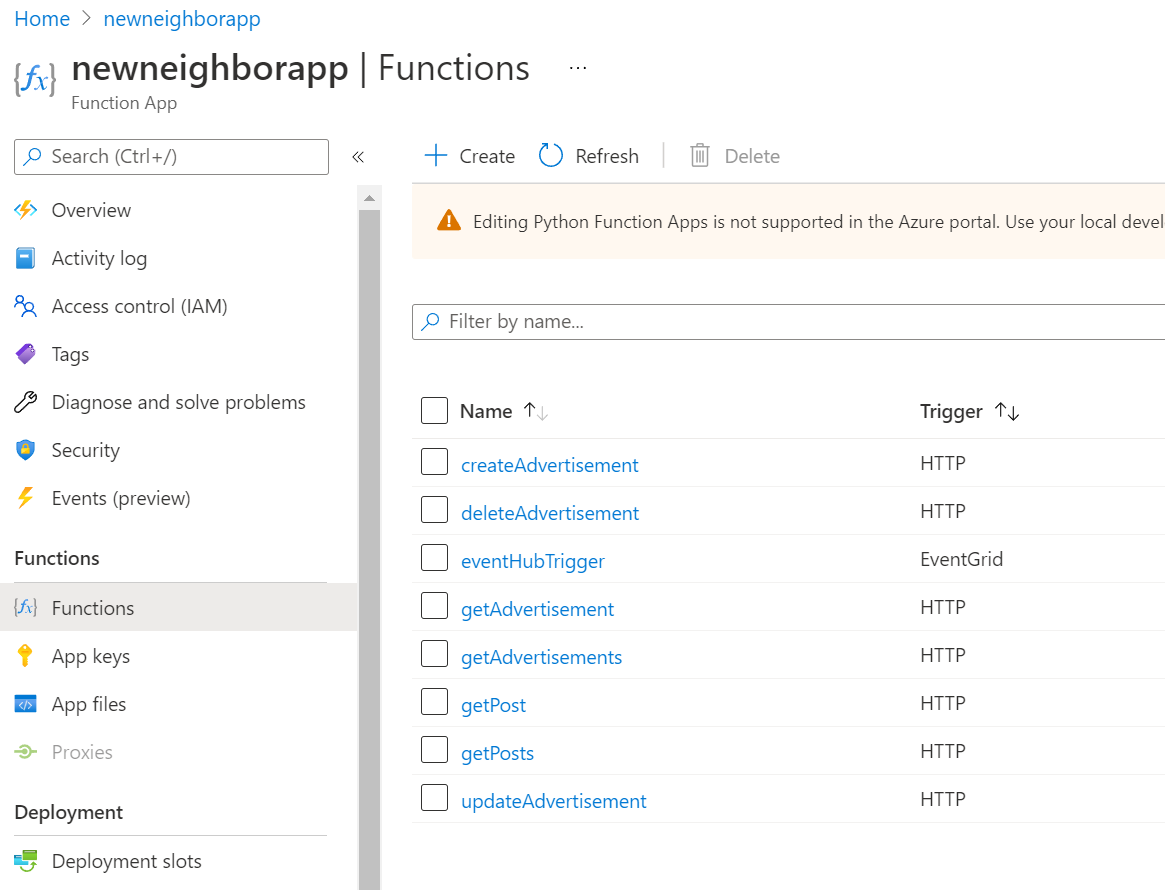 Home > newneighborapp
{fx} newneighborapp | Functions ...
Function App
Search (Ctrl+/) «
Overview
Activity log
Access control (IAM)
Tags
Diagnose and solve problems
Security
Events (preview)
Functions
{fx} Functions
App keys
App files
Proxies
Deployment
Deployment slots
+ Create Refresh | Delete
Editing Python Function Apps is not supported in the Azure portal. Use your local devel
Filter by name...
Name ↑↓ Trigger ↑↓
createAdvertisement HTTP
deleteAdvertisement HTTP
eventHubTrigger EventGrid
getAdvertisement HTTP
getAdvertisements HTTP
getPost HTTP
getPosts HTTP
updateAdvertisement HTTP